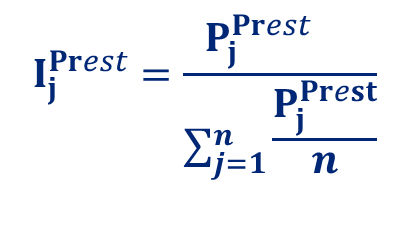 I_j^Prest = P_j^Prest / ∑_{j=1}^n P_j^Prest / n